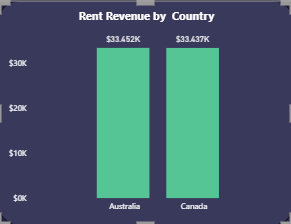 Rent Revenue by Country
$33.452K $33.437K
$30K
$20K
$10K
$0K
Australia Canada